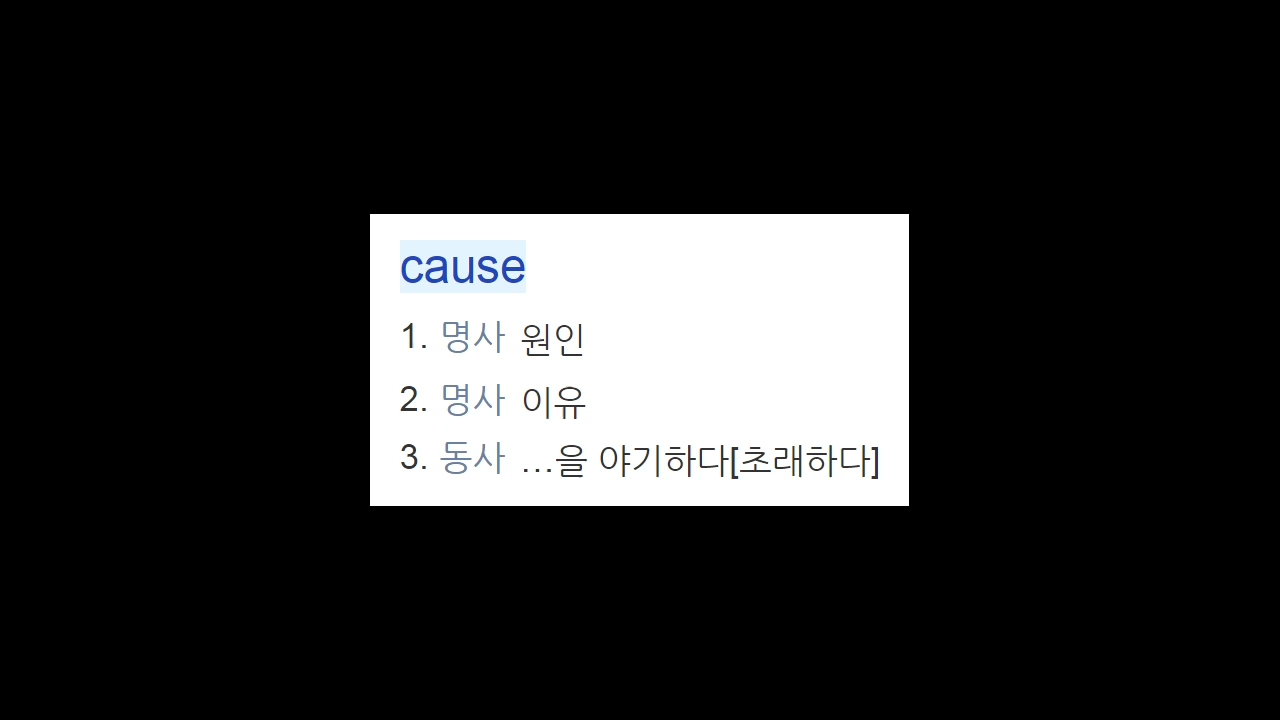 cause
1. 명사 원인
2. 명사 이유
3. 동사 …을 야기하다[초래하다]